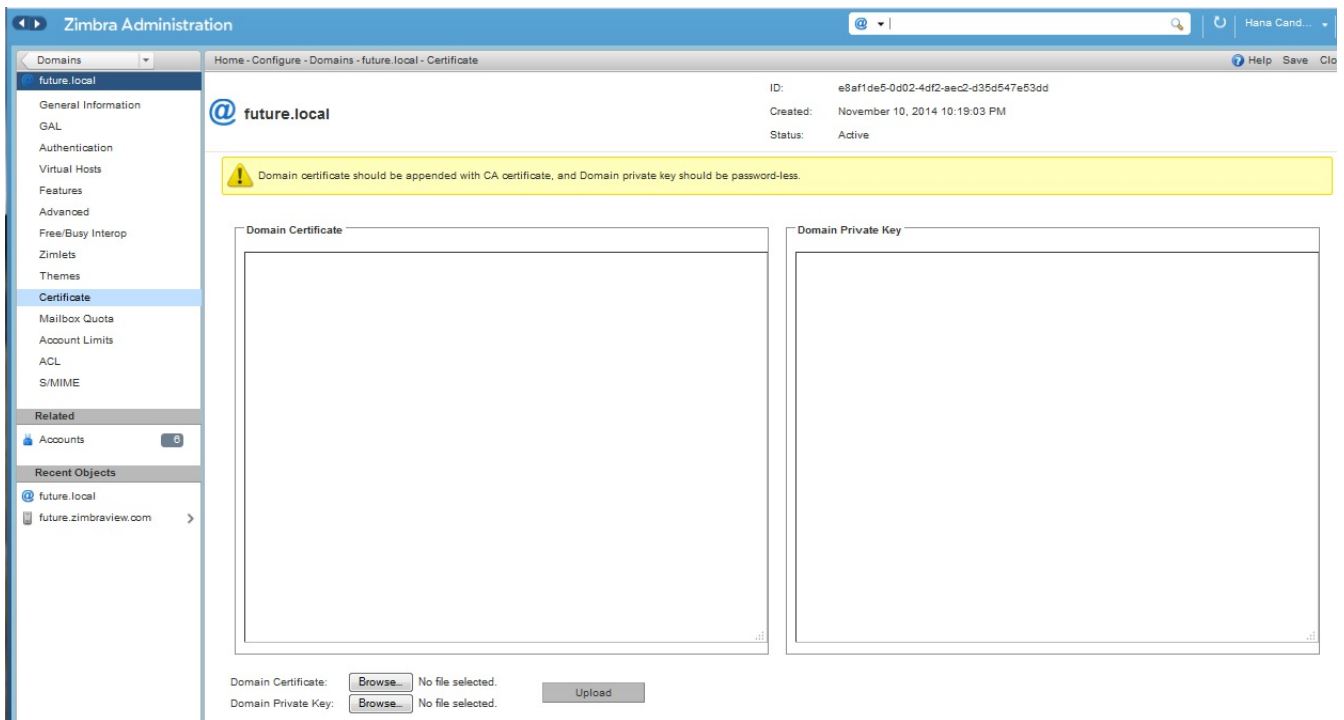 Zimbra Administration
@
Hana Cand...
Domains
Home - Configure - Domains - future.local - Certificate
Help Save Clo
@ future.local
General Information
GAL
Authentication
Virtual Hosts
Features
Advanced
Free/Busy Interop
Zimlets
Themes
Certificate
Mailbox Quota
Account Limits
ACL
S/MIME
Related
Accounts 6
Recent Objects
@ future.local
future.zimbraview.com
@ future.local
ID: e8af1de5-0d02-4df2-aec2-d35d547e53dd
Created: November 10, 2014 10:19:03 PM
Status: Active
Domain certificate should be appended with CA certificate, and Domain private key should be password-less.
Domain Certificate
Domain Private Key
Domain Certificate: Browse... No file selected.
Domain Private Key: Browse... No file selected.
Upload